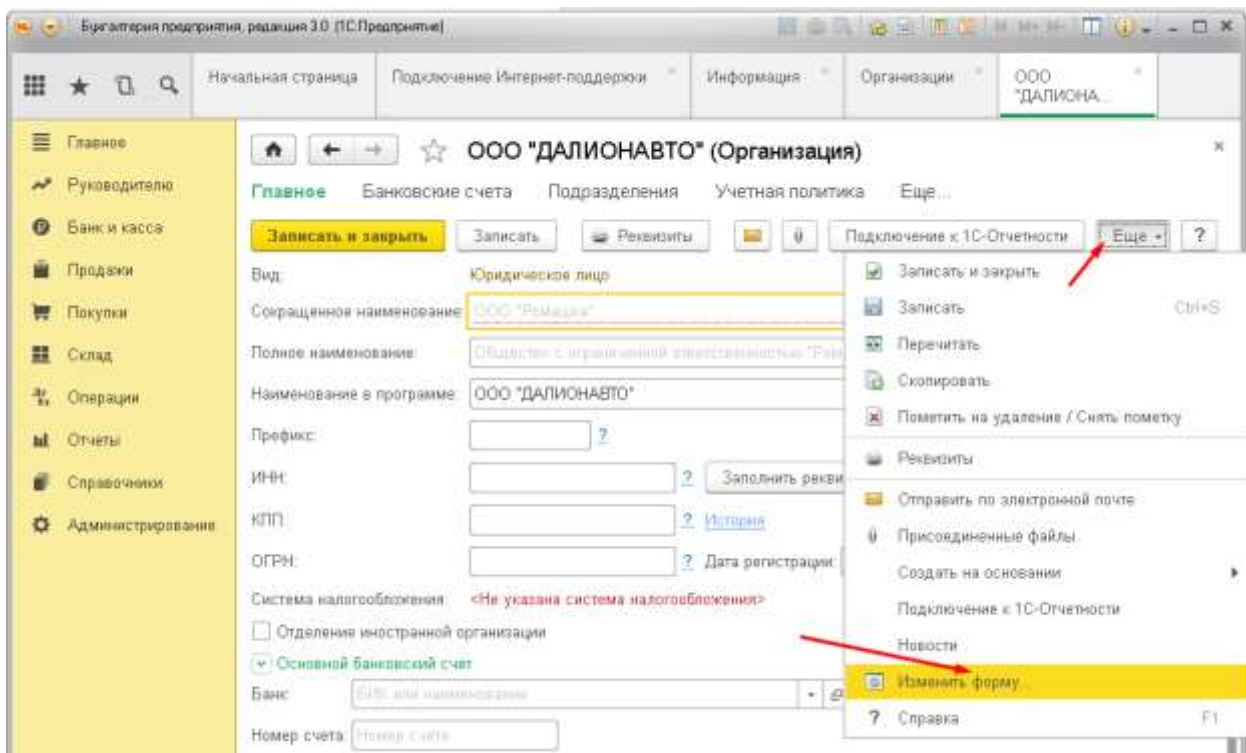 Бухгалтерия предприятия, редакция 3.0 (1С:Предприятие)
M M+ M-
Начальная страница
Подключение Интернет-поддержки
Информация
Организации
ООО
"ДАЛИОНА...
Главное
Руководителю
Банк и касса
Продажи
Покупки
Склад
Операции
Отчеты
Справочники
Администрирование
ООО "ДАЛИОНАВТО" (Организация)
Главное Банковские счета Подразделения Учетная политика Еще...
Записать и закрыть Записать Реквизиты Подключение к 1С-Отчетности Еще ?
Вид: Юридическое лицо
Сокращенное наименование: ООО "Ромашка"
Полное наименование: Общество с ограниченной ответственностью "Ром
Наименование в программе: ООО "ДАЛИОНАВТО"
Префикс: ?
ИНН: ? Заполнить рекви
КПП: ? История
ОГРН: ? Дата регистрации:
Система налогообложения: <Не указана система налогообложения>
Отделение иностранной организации
Основной банковский счет
Банк: БИК или наименование
Номер счета: Номер счета
Записать и закрыть
Записать Ctrl+S
Перечитать
Скопировать
Пометить на удаление / Снять пометку
Реквизиты
Отправить по электронной почте
Присоединенные файлы
Создать на основании
Подключение к 1С-Отчетности
Новости
Изменить форму...
Справка F1